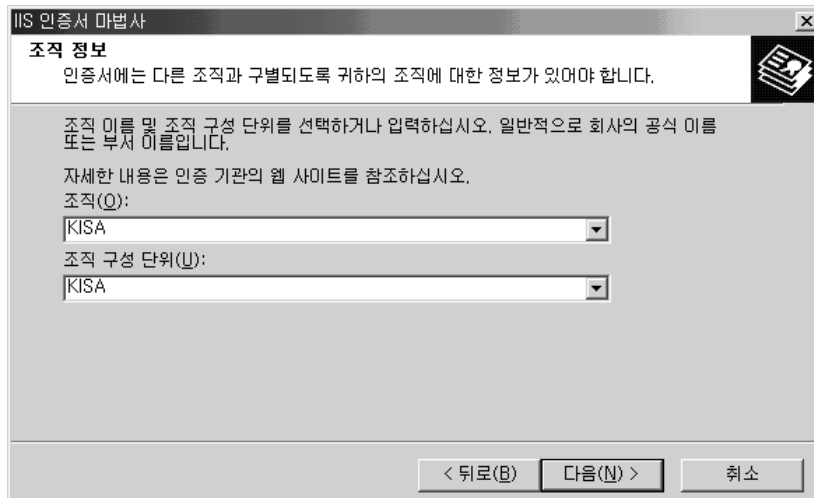 IIS 인증서 마법사
조직 정보
인증서에는 다른 조직과 구별되도록 귀하의 조직에 대한 정보가 있어야 합니다.
조직 이름 및 조직 구성 단위를 선택하거나 입력하십시오. 일반적으로 회사의 공식 이름
또는 부서 이름입니다.
자세한 내용은 인증 기관의 웹 사이트를 참조하십시오.
조직(O):
KISA
조직 구성 단위(U):
KISA
< 뒤로(B) 다음(N) > 취소